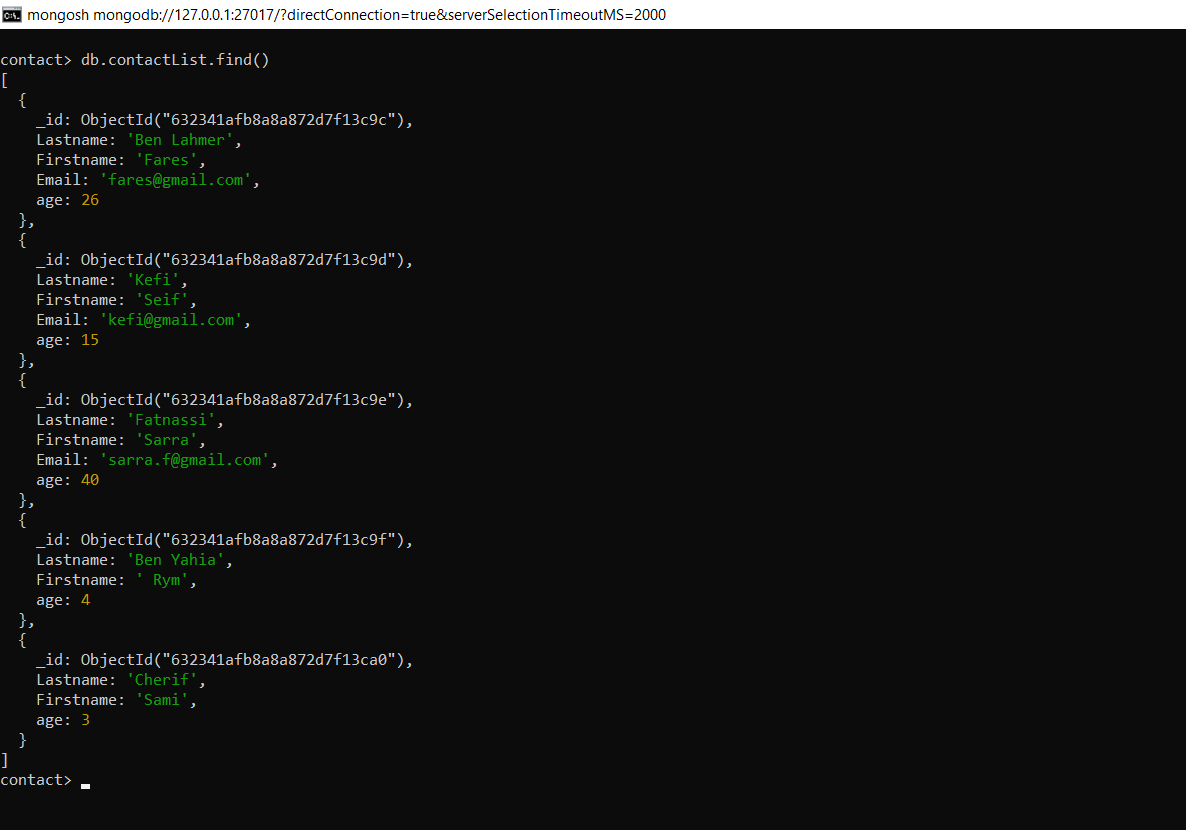 mongosh mongodb://127.0.0.1:27017/?directConnection=true&serverSelectionTimeoutMS=2000
contact> db.contactList.find()
[
  {
    _id: ObjectId("632341afb8a8a872d7f13c9c"),
    Lastname: 'Ben Lahmer',
    Firstname: 'Fares',
    Email: 'fares@gmail.com',
    age: 26
  },
  {
    _id: ObjectId("632341afb8a8a872d7f13c9d"),
    Lastname: 'Kefi',
    Firstname: 'Seif',
    Email: 'kefi@gmail.com',
    age: 15
  },
  {
    _id: ObjectId("632341afb8a8a872d7f13c9e"),
    Lastname: 'Fatnassi',
    Firstname: 'Sarra',
    Email: 'sarra.f@gmail.com',
    age: 40
  },
  {
    _id: ObjectId("632341afb8a8a872d7f13c9f"),
    Lastname: 'Ben Yahia',
    Firstname: ' Rym',
    age: 4
  },
  {
    _id: ObjectId("632341afb8a8a872d7f13ca0"),
    Lastname: 'Cherif',
    Firstname: 'Sami',
    age: 3
  }
]
contact>